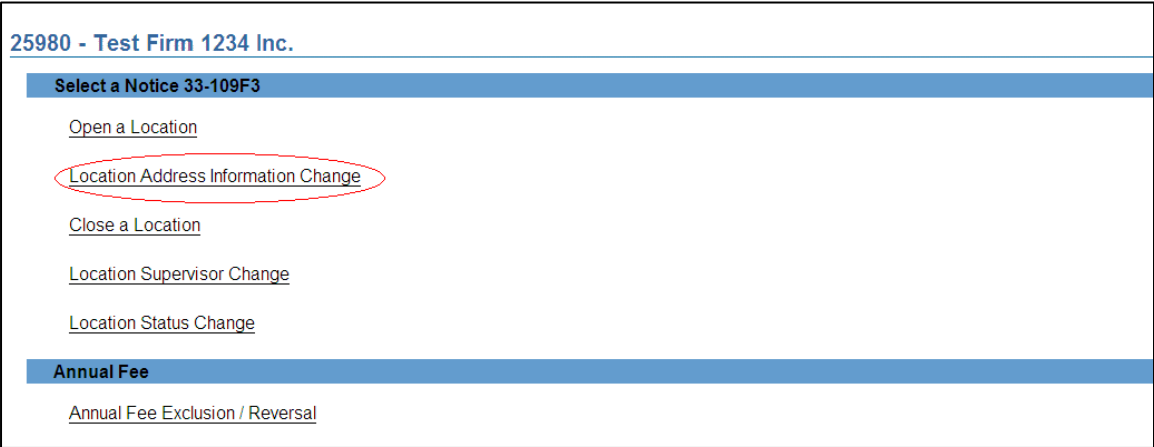 25980 - Test Firm 1234 Inc.
Select a Notice 33-109F3
Open a Location
Location Address Information Change
Close a Location
Location Supervisor Change
Location Status Change
Annual Fee
Annual Fee Exclusion / Reversal